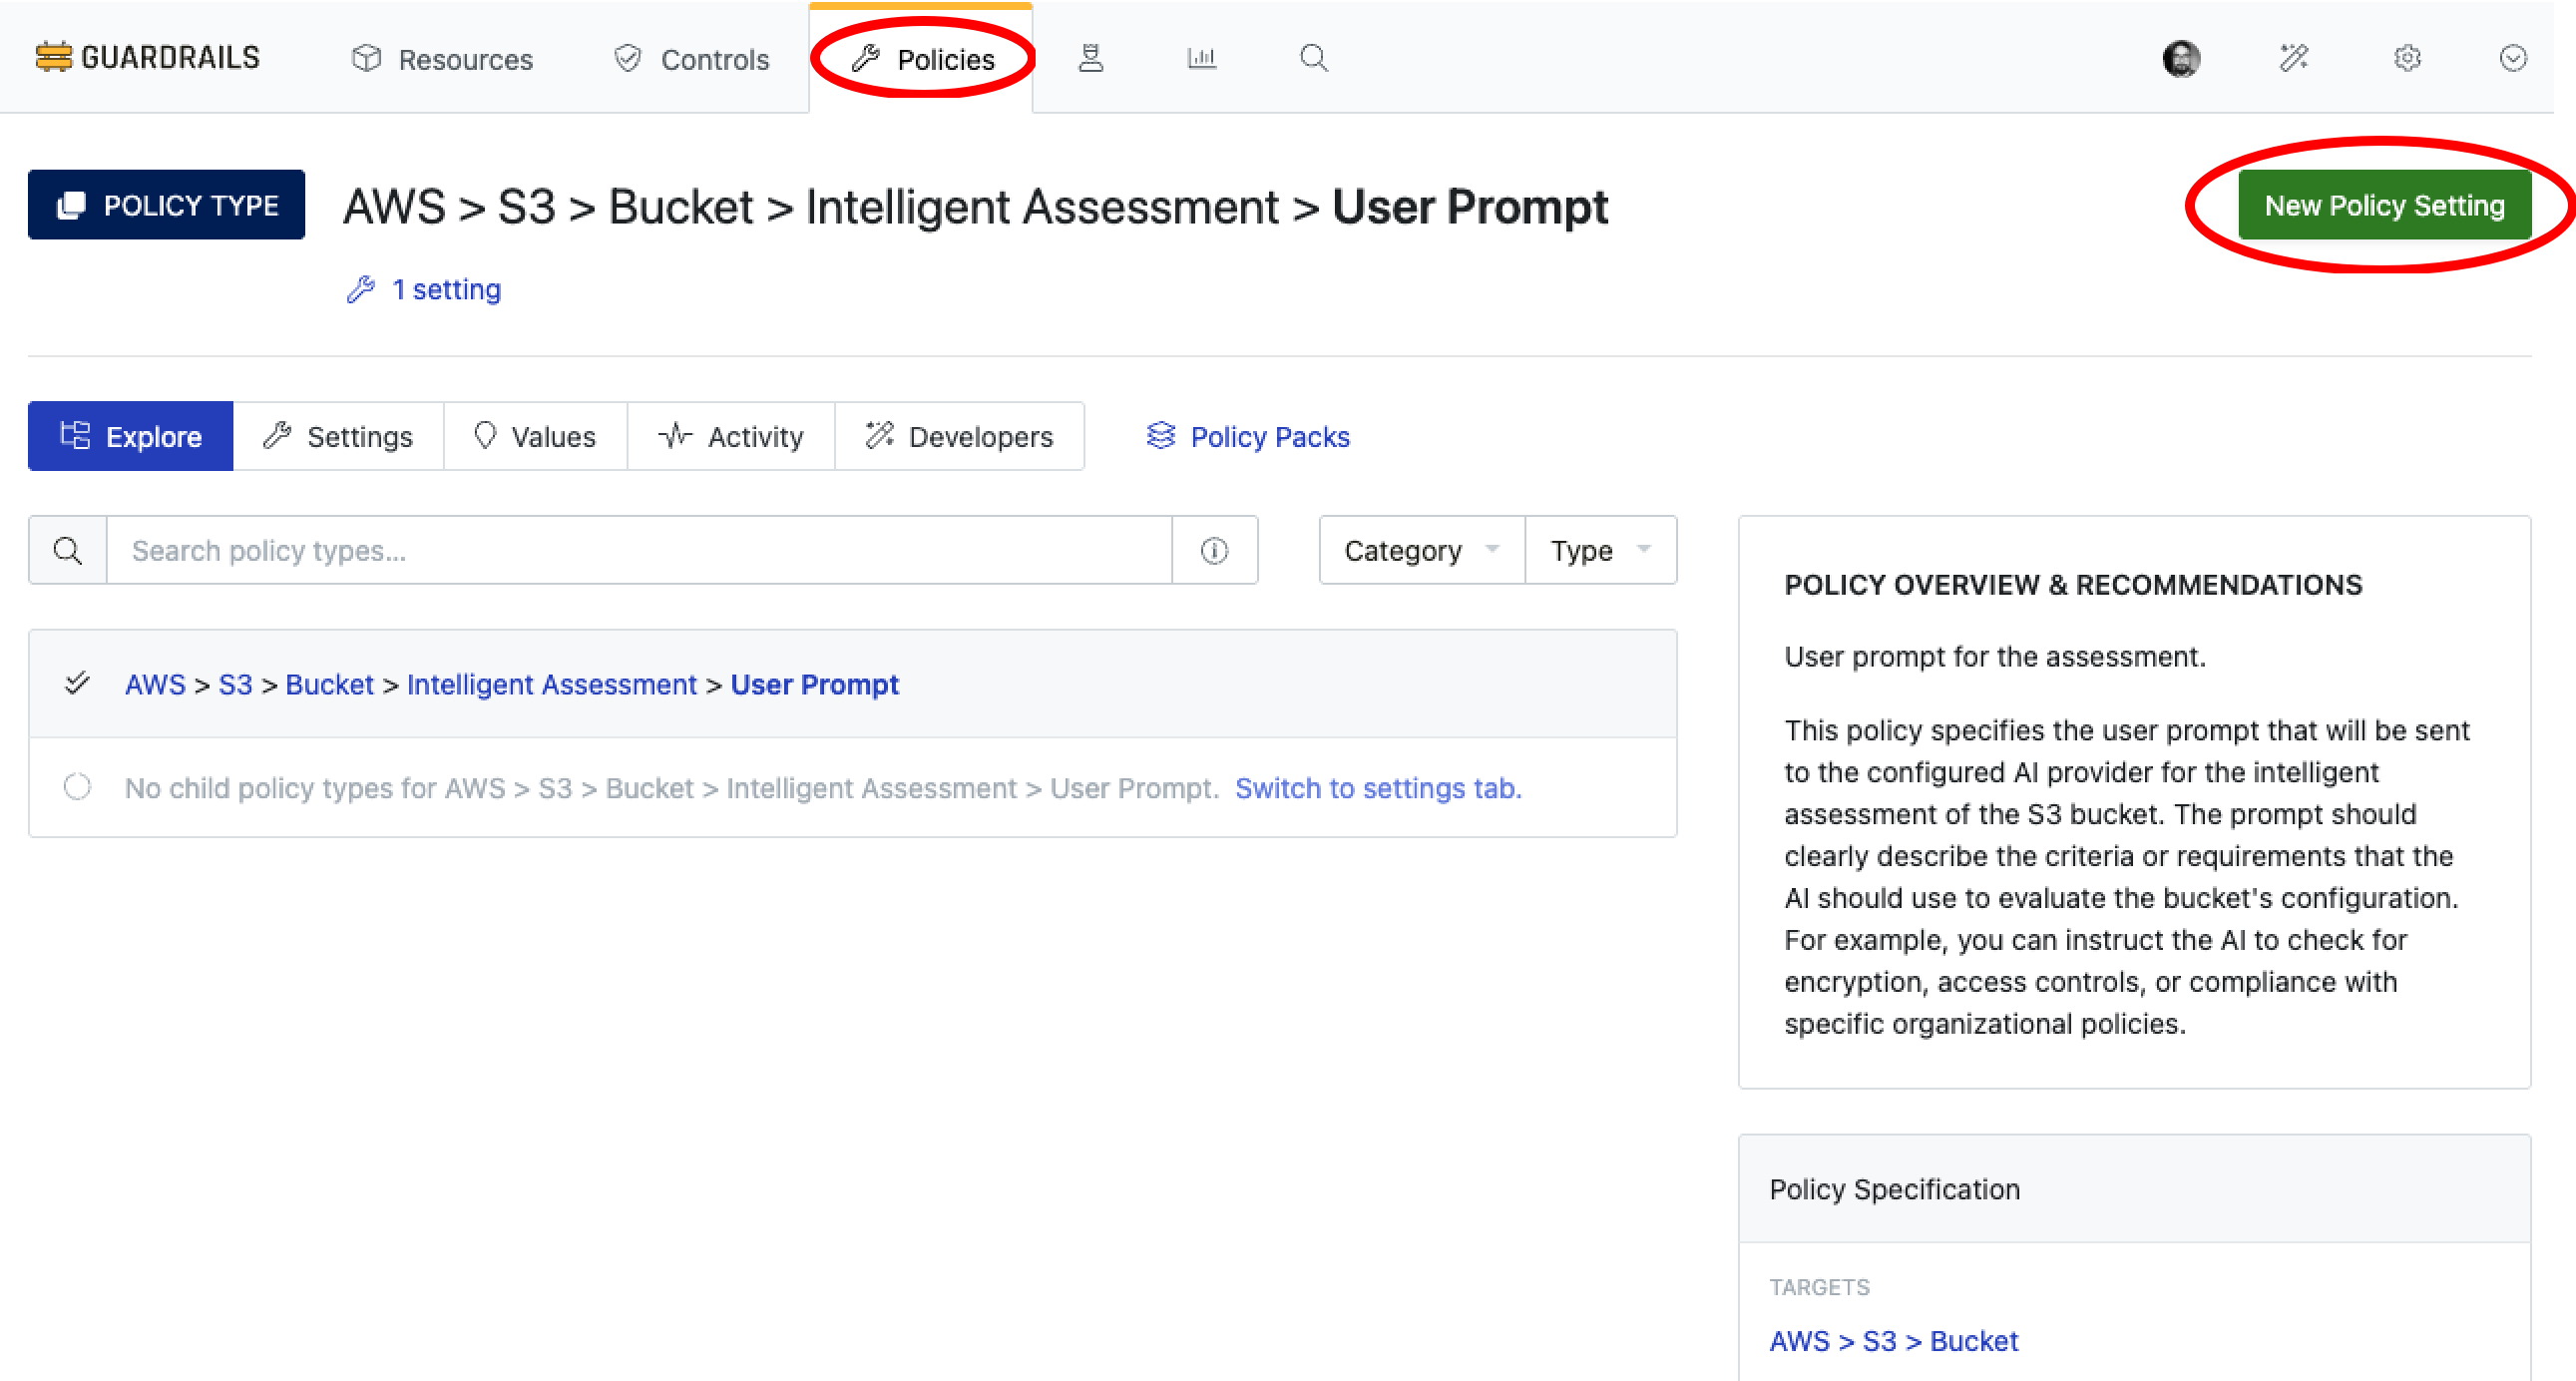 GUARDRAILS
Resources
Controls
Policies
POLICY TYPE
AWS > S3 > Bucket > Intelligent Assessment > User Prompt
New Policy Setting
1 setting
Explore
Settings
Values
Activity
Developers
Policy Packs
Search policy types...
Category
Type
AWS > S3 > Bucket > Intelligent Assessment > User Prompt
No child policy types for AWS > S3 > Bucket > Intelligent Assessment > User Prompt. Switch to settings tab.
POLICY OVERVIEW & RECOMMENDATIONS
User prompt for the assessment.
This policy specifies the user prompt that will be sent
to the configured AI provider for the intelligent
assessment of the S3 bucket. The prompt should
clearly describe the criteria or requirements that the
AI should use to evaluate the bucket's configuration.
For example, you can instruct the AI to check for
encryption, access controls, or compliance with
specific organizational policies.
Policy Specification
TARGETS
AWS > S3 > Bucket